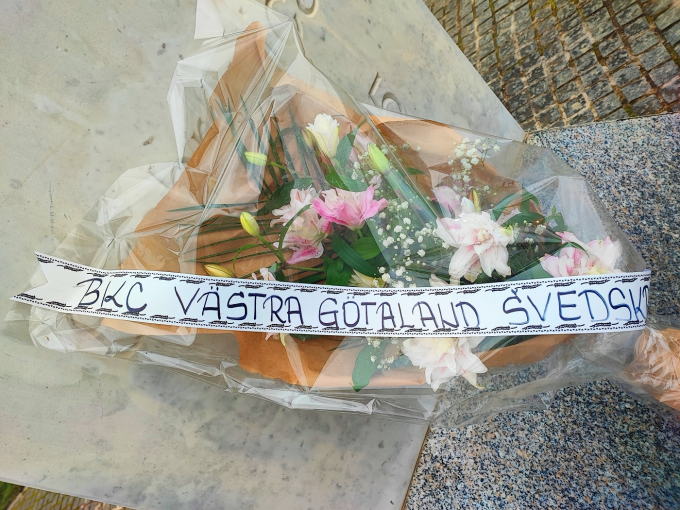 BKC VÄSTRA GÖTALAND ŠVEDSK